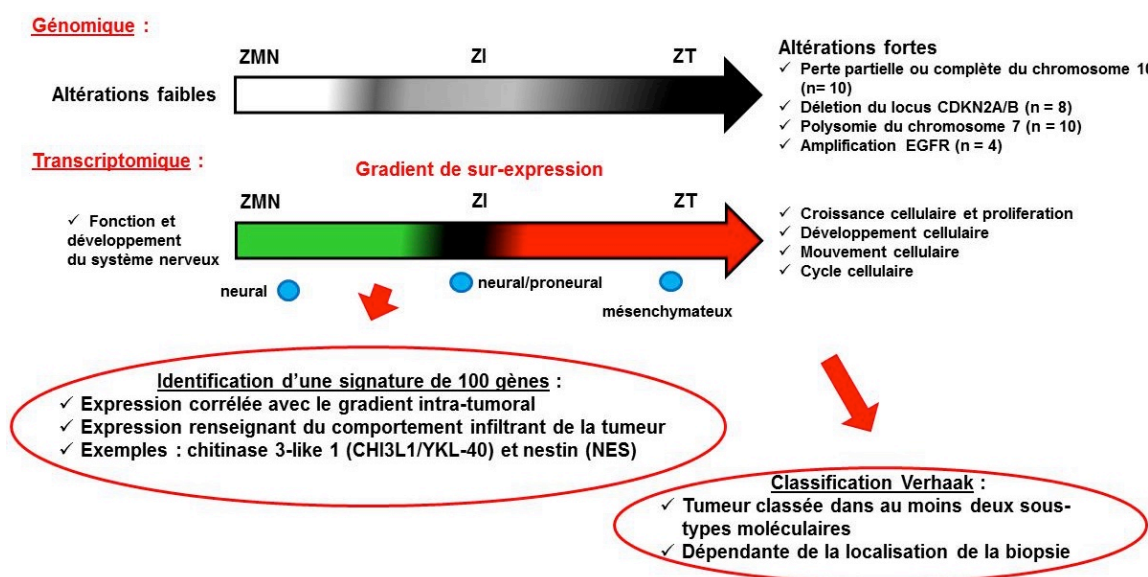 Génomique :
ZMN ZI ZT
Altérations faibles
Altérations fortes
✓ Perte partielle ou complète du chromosome 10
(n= 10)
✓ Déletion du locus CDKN2A/B (n = 8)
✓ Polysomie du chromosome 7 (n = 10)
✓ Amplification EGFR (n = 4)
Transcriptomique :
Gradient de sur-expression
ZMN ZI ZT
✓ Fonction et
développement
du système nerveux
✓ Croissance cellulaire et proliferation
✓ Développement cellulaire
✓ Mouvement cellulaire
✓ Cycle cellulaire
neural
neural/proneural
mésenchymateux
Identification d'une signature de 100 gènes :
✓ Expression corrélée avec le gradient intra-tumoral
✓ Expression renseignant du comportement infiltrant de la tumeur
✓ Exemples : chitinase 3-like 1 (CHI3L1/YKL-40) et nestin (NES)
Classification Verhaak :
✓ Tumeur classée dans au moins deux sous-
types moléculaires
✓ Dépendante de la localisation de la biopsie